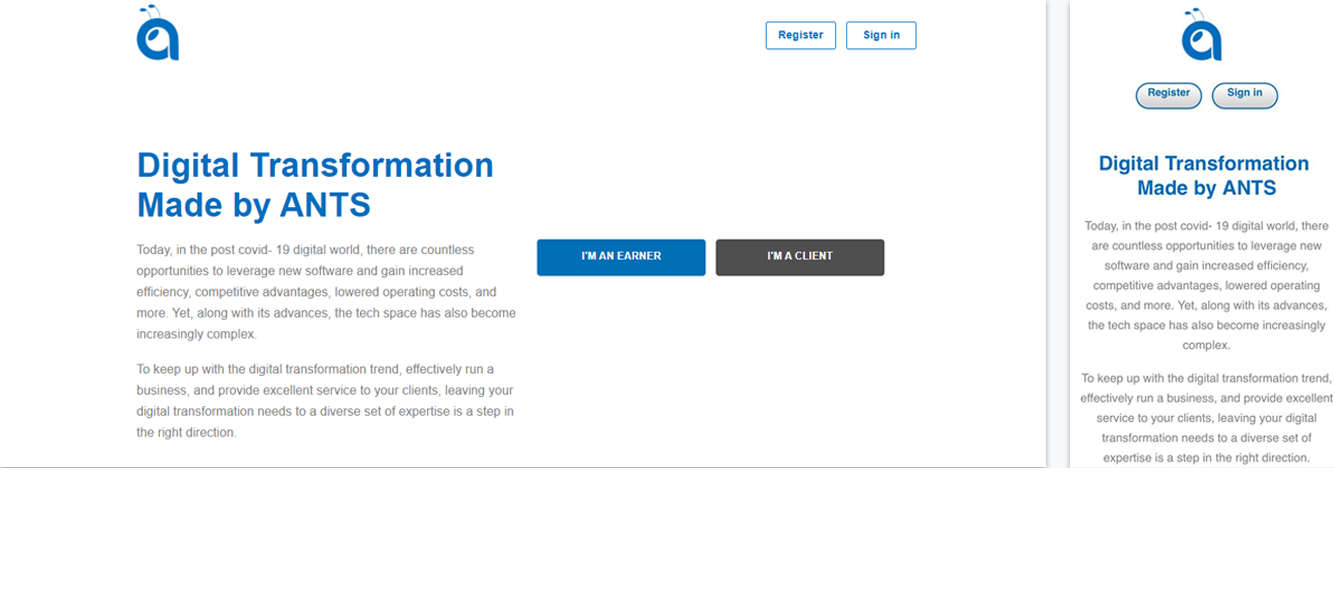 Register
Sign in
Digital Transformation
Made by ANTS
Today, in the post covid- 19 digital world, there are countless
opportunities to leverage new software and gain increased
efficiency, competitive advantages, lowered operating costs, and
more. Yet, along with its advances, the tech space has also become
increasingly complex.
To keep up with the digital transformation trend, effectively run a
business, and provide excellent service to your clients, leaving your
digital transformation needs to a diverse set of expertise is a step in
the right direction.
I'M AN EARNER
I'M A CLIENT
Register
Sign in
Digital Transformation
Made by ANTS
Today, in the post covid- 19 digital world, there
are countless opportunities to leverage new
software and gain increased efficiency,
competitive advantages, lowered operating
costs, and more. Yet, along with its advances,
the tech space has also become increasingly
complex.
To keep up with the digital transformation trend,
effectively run a business, and provide excellent
service to your clients, leaving your digital
transformation needs to a diverse set of
expertise is a step in the right direction.